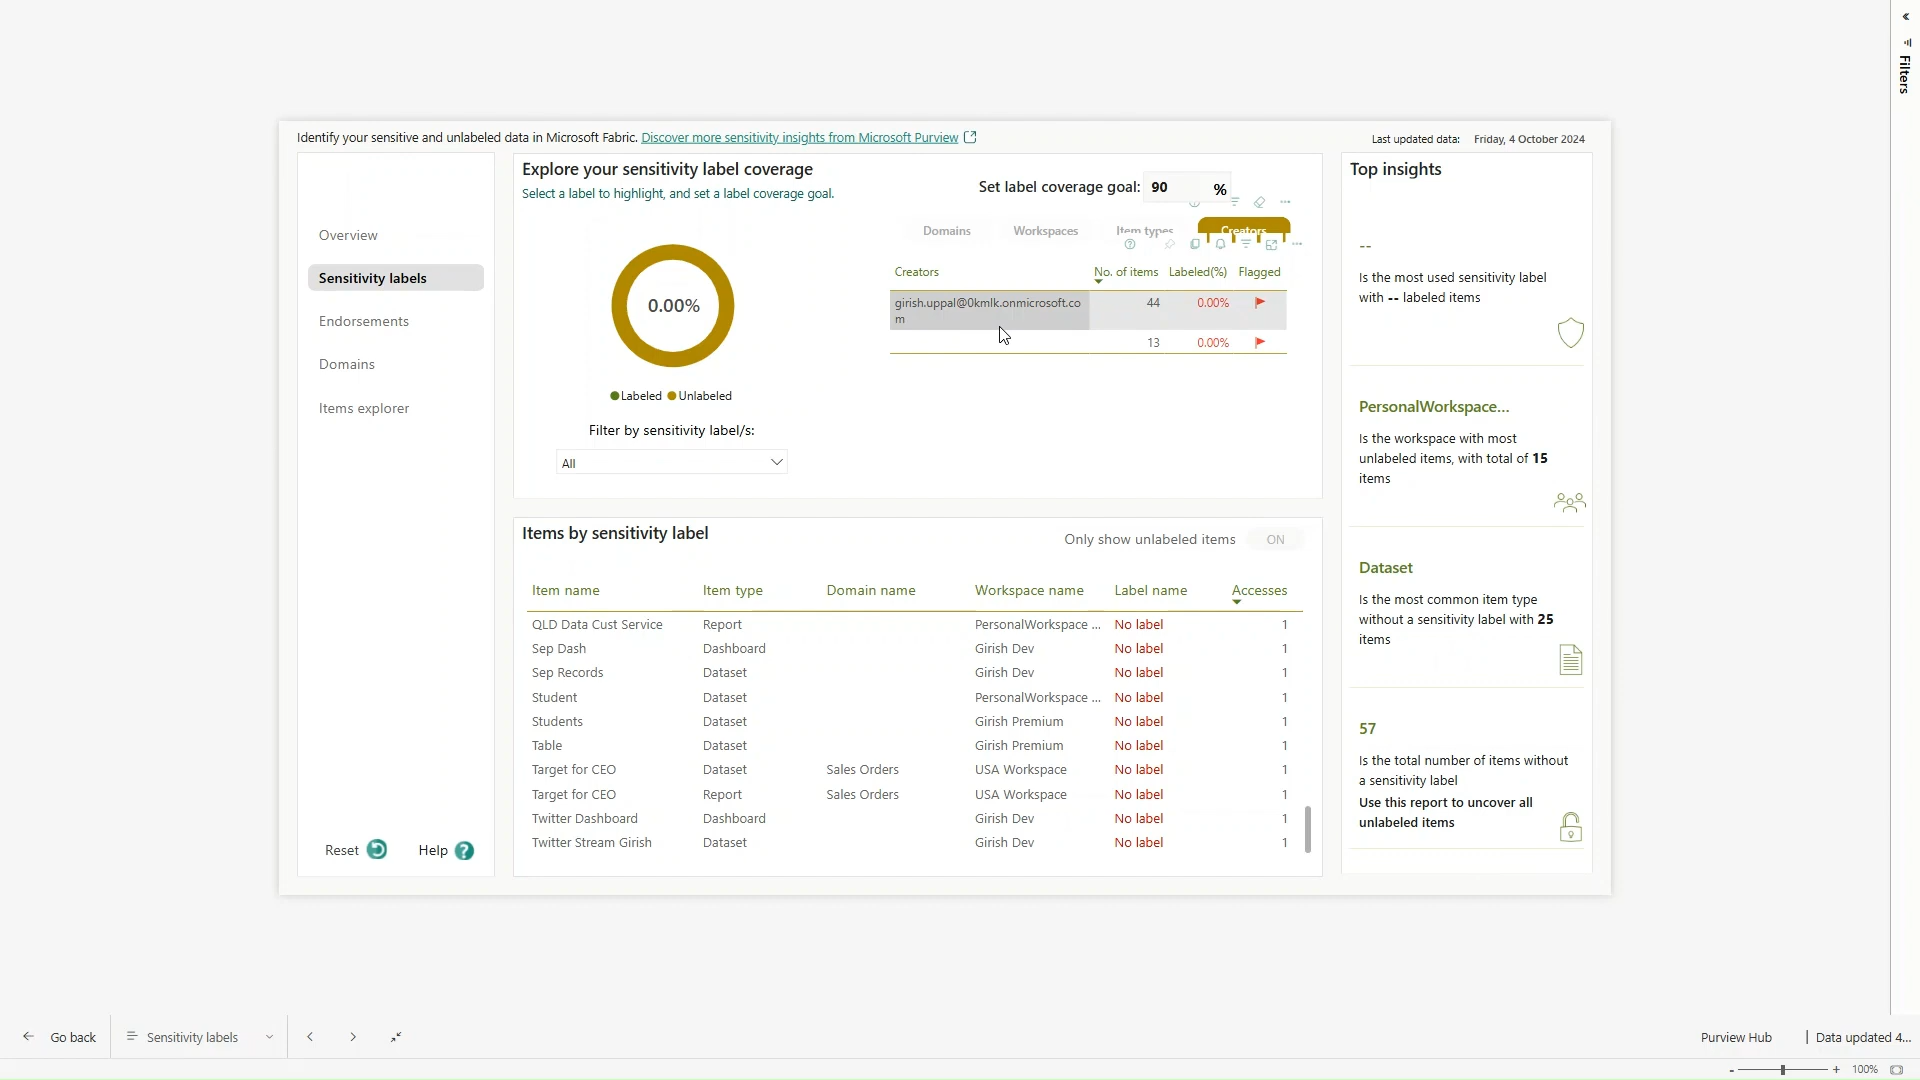 Filters
Identify your sensitive and unlabeled data in Microsoft Fabric. Discover more sensitivity insights from Microsoft Purview
Last updated data: Friday, 4 October 2024
Overview
Sensitivity labels
Endorsements
Domains
Items explorer
Reset
Help ?
Explore your sensitivity label coverage
Select a label to highlight, and set a label coverage goal.
Set label coverage goal: 90 %
0.00%
Labeled Unlabeled
Filter by sensitivity label/s:
All
Domains Workspaces Item types Creators
Creators No. of items Labeled(%) Flagged
girish.uppal@0kmlk.onmicrosoft.co
m 44 0.00%
13 0.00%
Items by sensitivity label
Only show unlabeled items ON
Item name Item type Domain name Workspace name Label name Accesses
QLD Data Cust Service Report PersonalWorkspace ... No label 1
Sep Dash Dashboard Girish Dev No label 1
Sep Records Dataset Girish Dev No label 1
Student Dataset PersonalWorkspace ... No label 1
Students Dataset Girish Premium No label 1
Table Dataset Girish Premium No label 1
Target for CEO Dataset Sales Orders USA Workspace No label 1
Target for CEO Report Sales Orders USA Workspace No label 1
Twitter Dashboard Dashboard Girish Dev No label 1
Twitter Stream Girish Dataset Girish Dev No label 1
Top insights
--
Is the most used sensitivity label
with -- labeled items
PersonalWorkspace...
Is the workspace with most
unlabeled items, with total of 15
items
Dataset
Is the most common item type
without a sensitivity label with 25
items
57
Is the total number of items without
a sensitivity label
Use this report to uncover all
unlabeled items
Go back
Sensitivity labels
Purview Hub | Data updated 4...
- + 100%